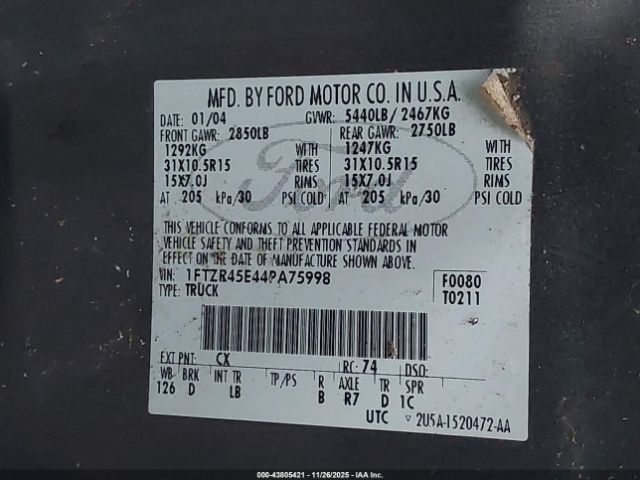 MFD. BY FORD MOTOR CO. IN U.S.A.
DATE: 01/04 GVWR: 5440LB/ 2467KG
FRONT GAWR: 2850LB REAR GAWR: 2750LB
1292KG WITH 1247KG WITH
31X10.5R15 TIRES 31X10.5R15 TIRES
15X7.0J RIMS 15X7.0J RIMS
AT 205 kPa/30 PSI COLD AT 205 kPa/30 PSI COLD
Ford
THIS VEHICLE CONFORMS TO ALL APPLICABLE FEDERAL MOTOR
VEHICLE SAFETY AND THEFT PREVENTION STANDARDS IN
EFFECT ON THE DATE OF MANUFACTURE SHOWN ABOVE.
VIN: 1FTZR45E44PA75998 F0080
TYPE: TRUCK T0211
EXT PNT: CX RC: 74 DSO:
WB BRK INT TR TP/PS R AXLE TR SPR
126 D LB B R7 D 1C
UTC ▽ 2U5A-1520472-AA
000-43805421 - 11/26/2025 - IAA Inc.